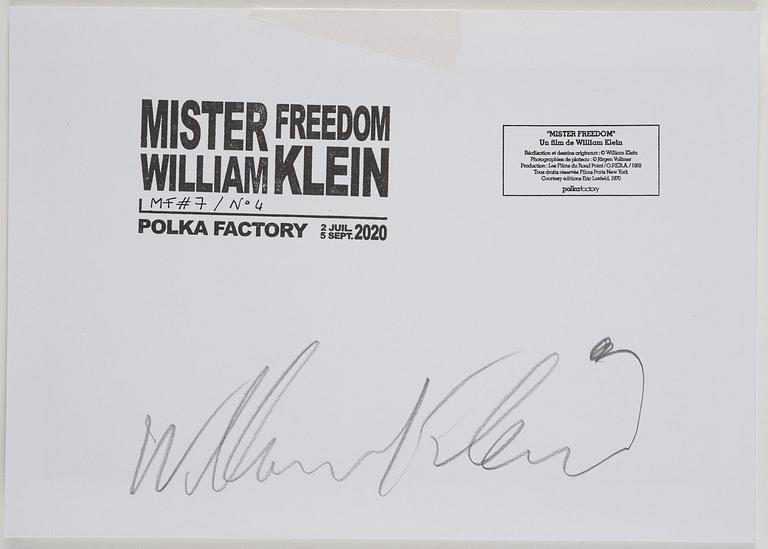 MISTER FREEDOM
WILLIAM KLEIN
MF#7 / N° 4
POLKA FACTORY 2 JUIL. 5 SEPT. 2020
"MISTER FREEDOM"
Un film de William Klein
Réalisation et dessins originaux : © William Klein
Photographies de plateau : © Jürgen Vollmer
Production : Les Films du Rond Point / O.P.E.R.A. / 1968
Tous droits réservés Films Paris New York
Courtesy éditions Eric Losfeld, 1970
polkafactory
William Klein